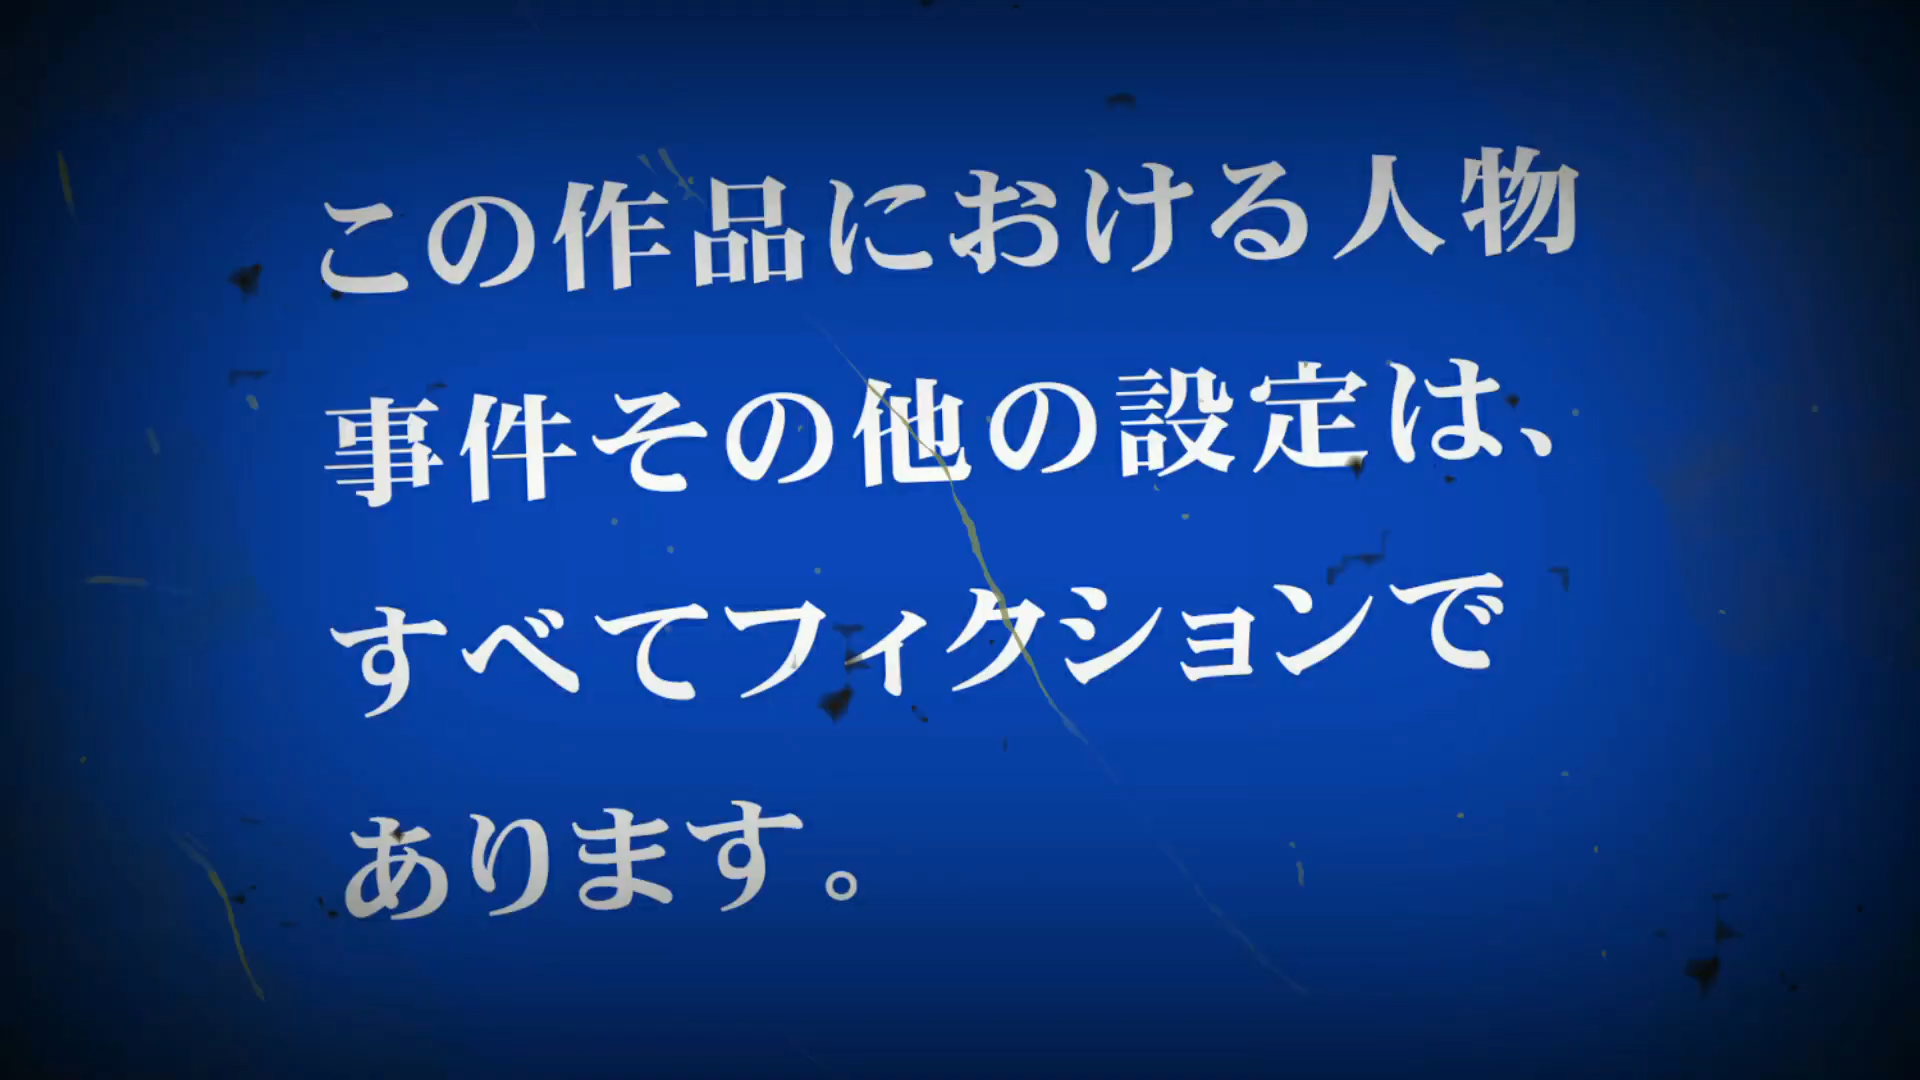 この作品における人物
事件その他の設定は、
すべてフィクションで
あります。